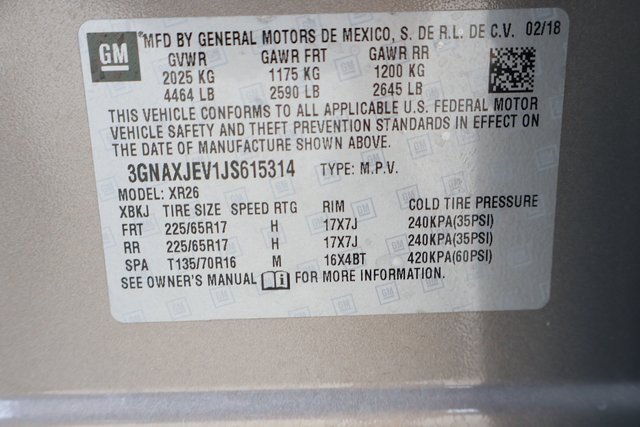 GM MFD BY GENERAL MOTORS DE MEXICO, S. DE R.L. DE C.V. 02/18
GVWR GAWR FRT GAWR RR
2025 KG 1175 KG 1200 KG
4464 LB 2590 LB 2645 LB
THIS VEHICLE CONFORMS TO ALL APPLICABLE U.S. FEDERAL MOTOR
VEHICLE SAFETY AND THEFT PREVENTION STANDARDS IN EFFECT ON
THE DATE OF MANUFACTURE SHOWN ABOVE.
3GNAXJEV1JS615314 TYPE: M.P.V.
MODEL: XR26
XBKJ TIRE SIZE SPEED RTG RIM COLD TIRE PRESSURE
FRT 225/65R17 H 17X7J 240KPA(35PSI)
RR 225/65R17 H 17X7J 240KPA(35PSI)
SPA T135/70R16 M 16X4BT 420KPA(60PSI)
SEE OWNER'S MANUAL FOR MORE INFORMATION.